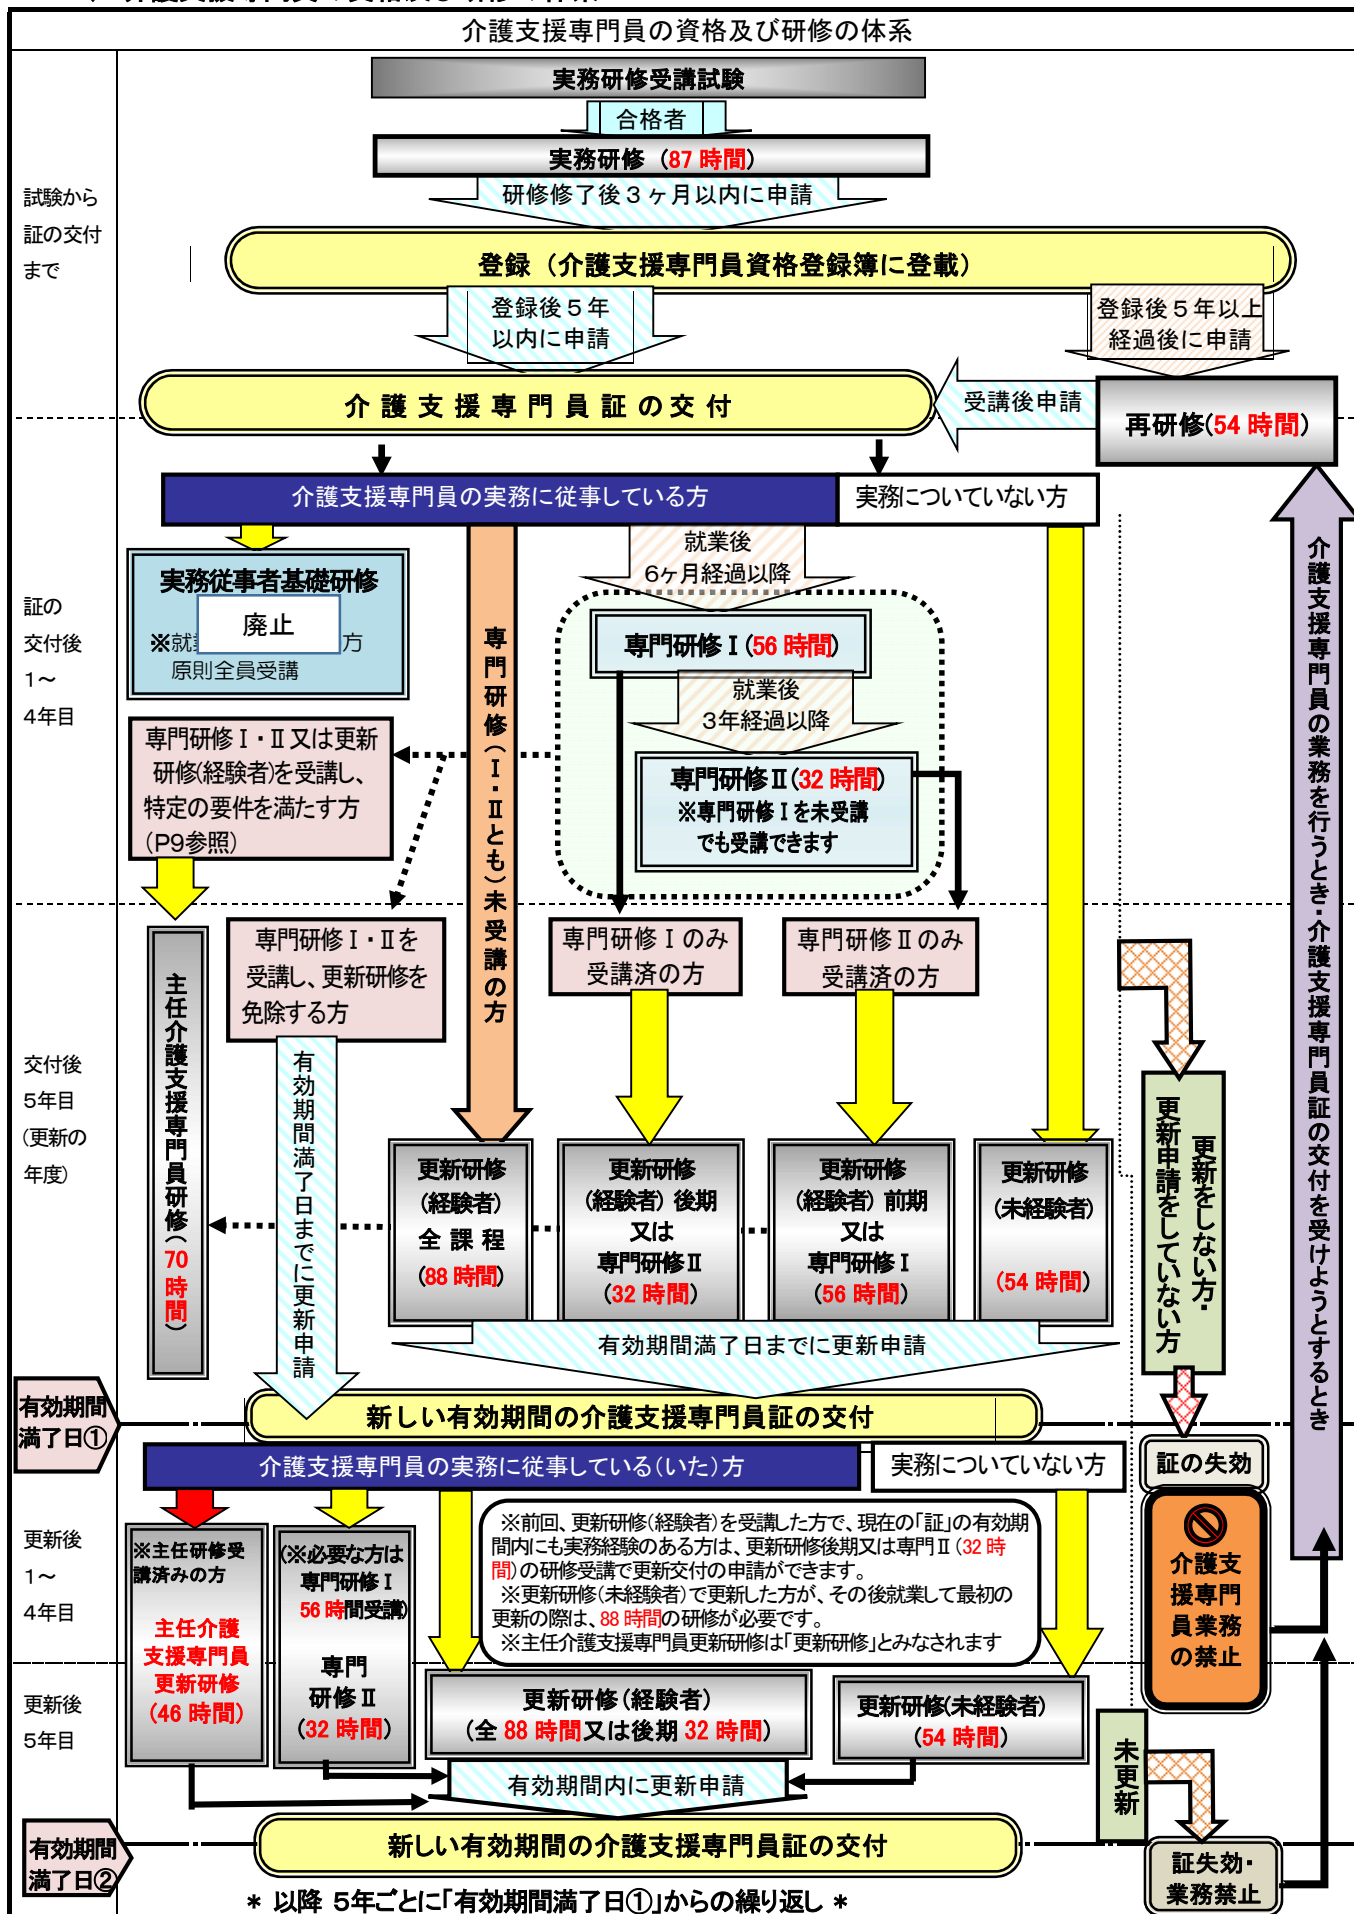 介護支援専門員の資格及び研修の体系
実務研修受講試験
合格者
実務研修（87 時間）
研修修了後３ヶ月以内に申請
試験から
証の交付
まで
登録（介護支援専門員資格登録簿に登載）
登録後５年
以内に申請
登録後５年以上
経過後に申請
介護支援専門員証の交付
受講後申請
再研修(54 時間)
介護支援専門員の実務に従事している方
実務についていない方
証の
交付後
1～
4年目
実務従事者基礎研修
廃止
※就
方
原則全員受講
就業後
６ヶ月経過以降
専門研修Ⅰ(56 時間)
就業後
３年経過以降
専門研修Ⅱ(32 時間)
※専門研修Ⅰを未受講
でも受講できます
専門研修（Ⅰ・Ⅱとも）未受講の方
専門研修Ⅰ・Ⅱ又は更新
研修(経験者)を受講し、
特定の要件を満たす方
(P9参照)
介護支援専門員の業務を行うとき・介護支援専門員証の交付を受けようとするとき
交付後
5年目
(更新の
年度)
主任介護支援専門員研修（70時間）
専門研修Ⅰ・Ⅱを
受講し、更新研修を
免除する方
専門研修Ⅰのみ
受講済の方
専門研修Ⅱのみ
受講済の方
有効期間満了日までに更新申請
更新研修
(経験者)
全 課 程
(88 時間)
更新研修
(経験者) 後期
又は
専門研修Ⅱ
(32 時間)
更新研修
(経験者) 前期
又は
専門研修Ⅰ
(56 時間)
更新研修
(未経験者)
(54 時間)
更新をしない方・
更新申請をしていない方
有効期間満了日までに更新申請
有効期間
満了日①
新しい有効期間の介護支援専門員証の交付
介護支援専門員の実務に従事している(いた)方
実務についていない方
証の失効
介護支
援専門
員業務
の禁止
更新後
1～
4年目
※主任研修受
講済みの方
主任介護
支援専門員
更新研修
(46 時間)
(※必要な方は
専門研修Ⅰ
56 時間受講)
専門
研修Ⅱ
(32 時間)
※前回、更新研修(経験者)を受講した方で、現在の「証」の有効期
間内にも実務経験のある方は、更新研修後期又は専門Ⅱ(32 時
間)の研修受講で更新交付の申請ができます。
※更新研修(未経験者)で更新した方が、その後就業して最初の
更新の際は、88 時間の研修が必要です。
※主任介護支援専門員更新研修は「更新研修」とみなされます
更新後
5年目
更新研修(経験者)
(全 88 時間又は後期 32 時間)
更新研修(未経験者)
(54 時間)
未更新
有効期間内に更新申請
有効期間
満了日②
新しい有効期間の介護支援専門員証の交付
証失効・
業務禁止
* 以降 5年ごとに「有効期間満了日①」からの繰り返し *